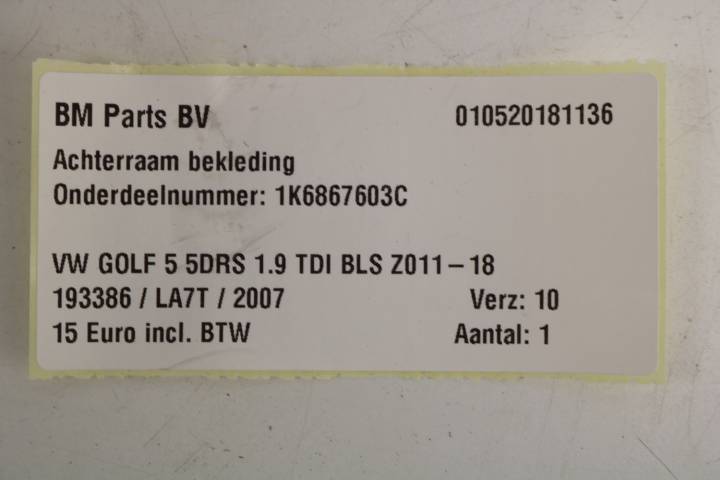 BM Parts BV 010520181136
Achterraam bekleding
Onderdeelnummer: 1K6867603C
VW GOLF 5 5DRS 1.9 TDI BLS Z011-18
193386 / LA7T / 2007 Verz: 10
15 Euro incl. BTW Aantal: 1